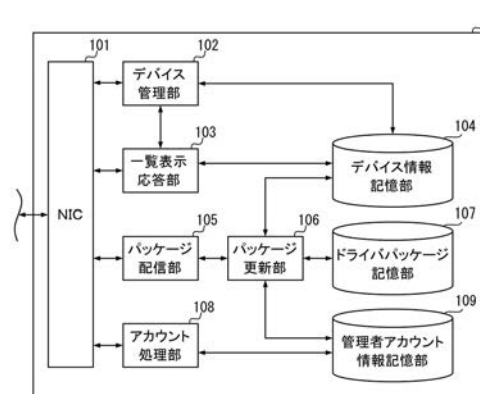 101
102
デバイス
管理部
103
一覧表示
応答部
104
デバイス情報
記憶部
NIC
105
パッケージ
配信部
106
パッケージ
更新部
107
ドライバパッケージ
記憶部
108
アカウント
処理部
109
管理者アカウント
情報記憶部